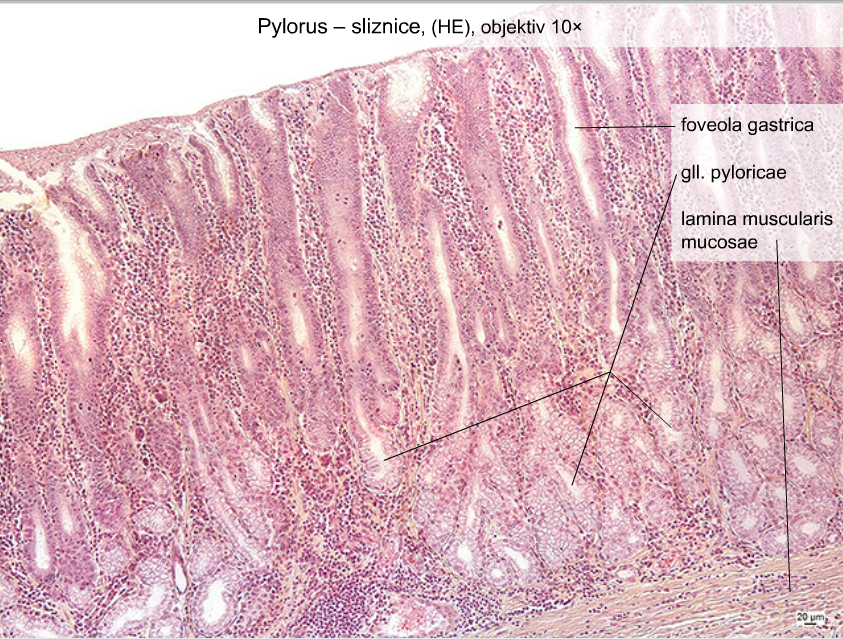 Pylorus – sliznice, (HE), objektiv 10×
foveola gastrica
gll. pyloricae
lamina muscularis
mucosae
20 µm